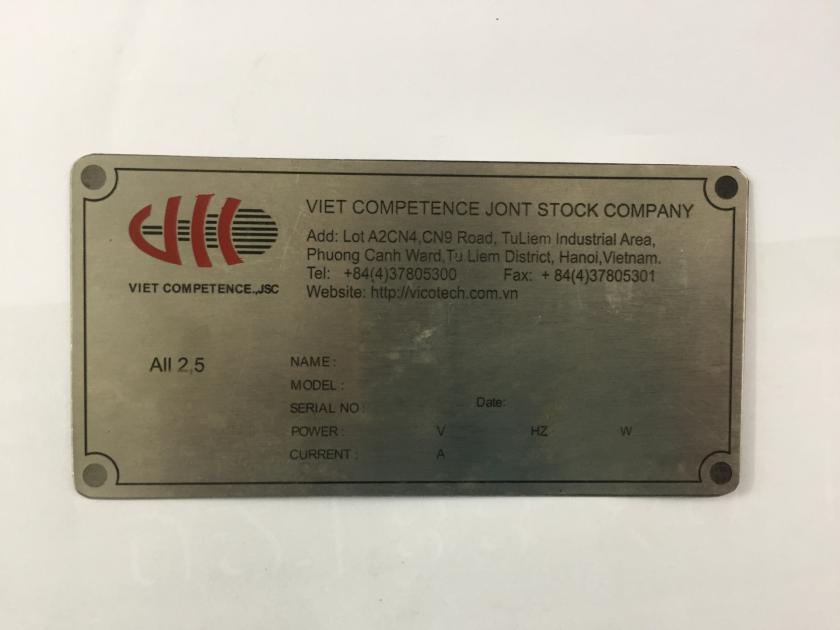 VIET COMPETENCE JONT STOCK COMPANY
Add: Lot A2CN4,CN9 Road, TuLiem Industrial Area,
Phuong Canh Ward,Tu Liem District, Hanoi,Vietnam.
Tel: +84(4)37805300 Fax: + 84(4)37805301
Website: http://vicotech.com.vn
VIET COMPETENCE.,JSC
All 2,5
NAME :
MODEL :
SERIAL NO:
Date:
POWER : V HZ W
CURRENT : A